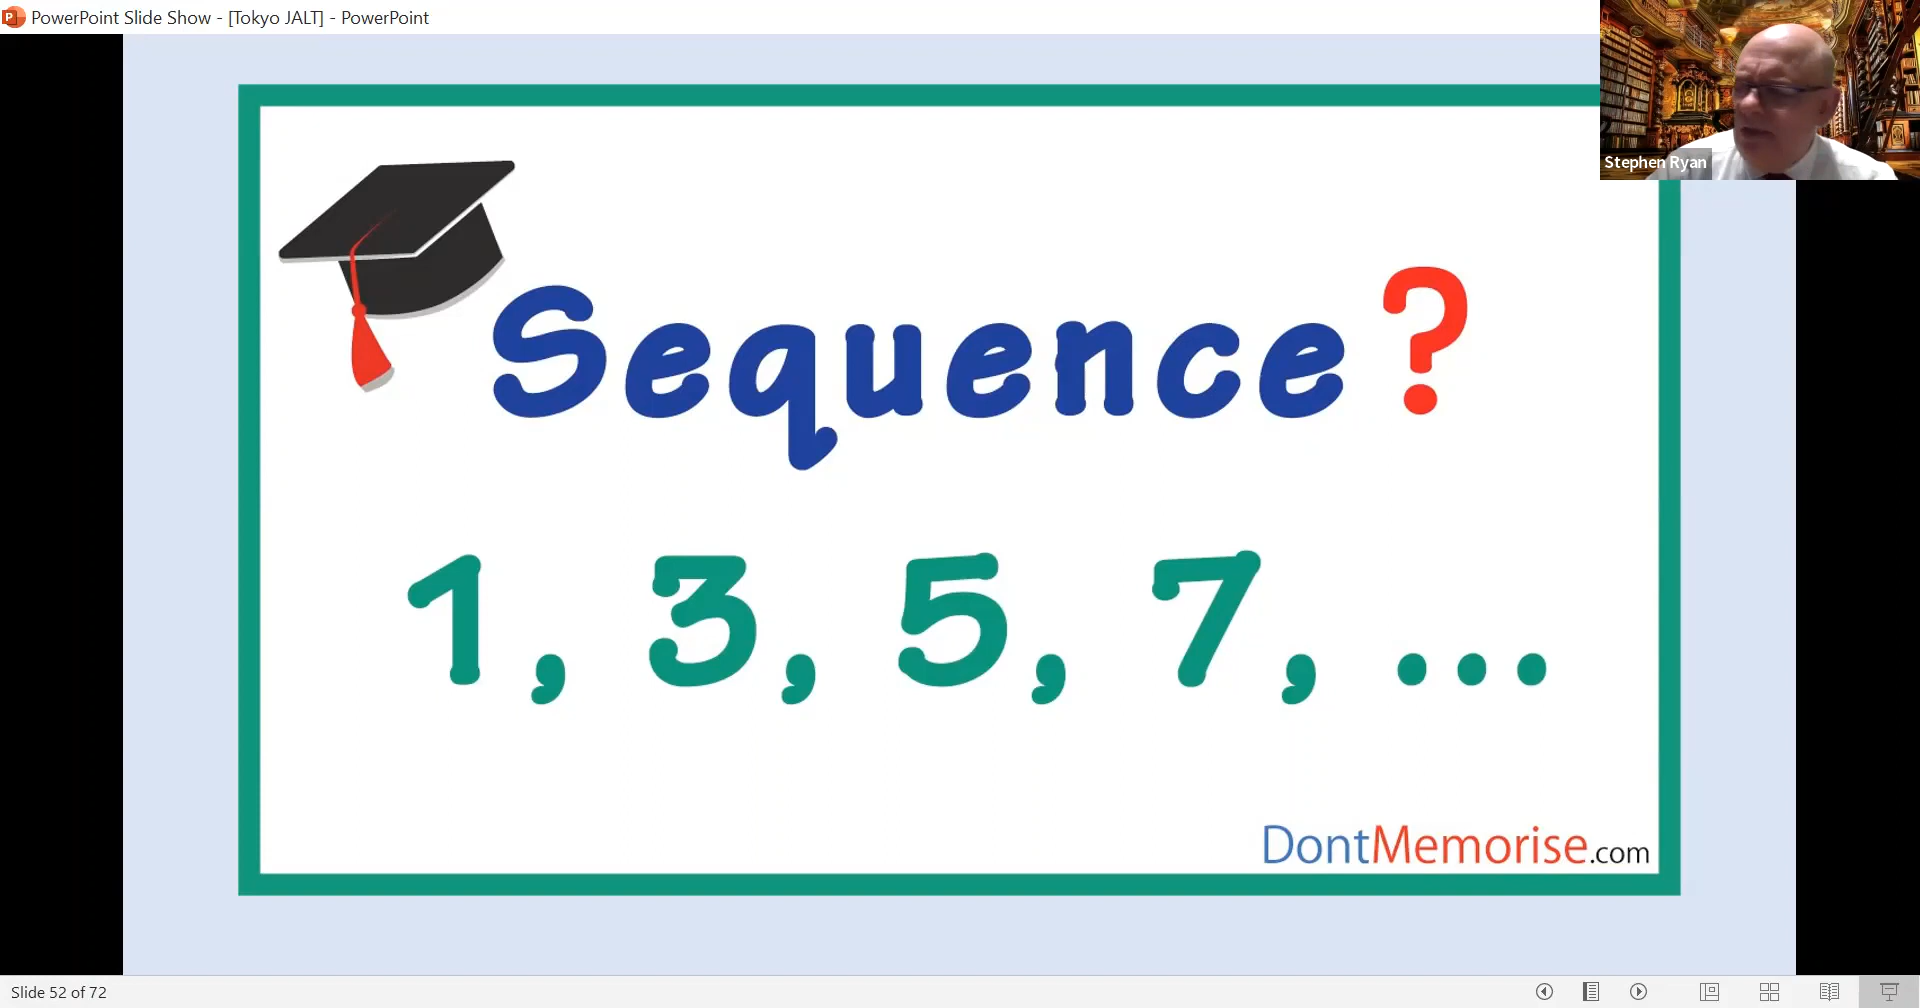 PowerPoint Slide Show - [Tokyo JALT] - PowerPoint
Stephen Ryan
Sequence?
1, 3, 5, 7, ...
DontMemorise.com
Slide 52 of 72